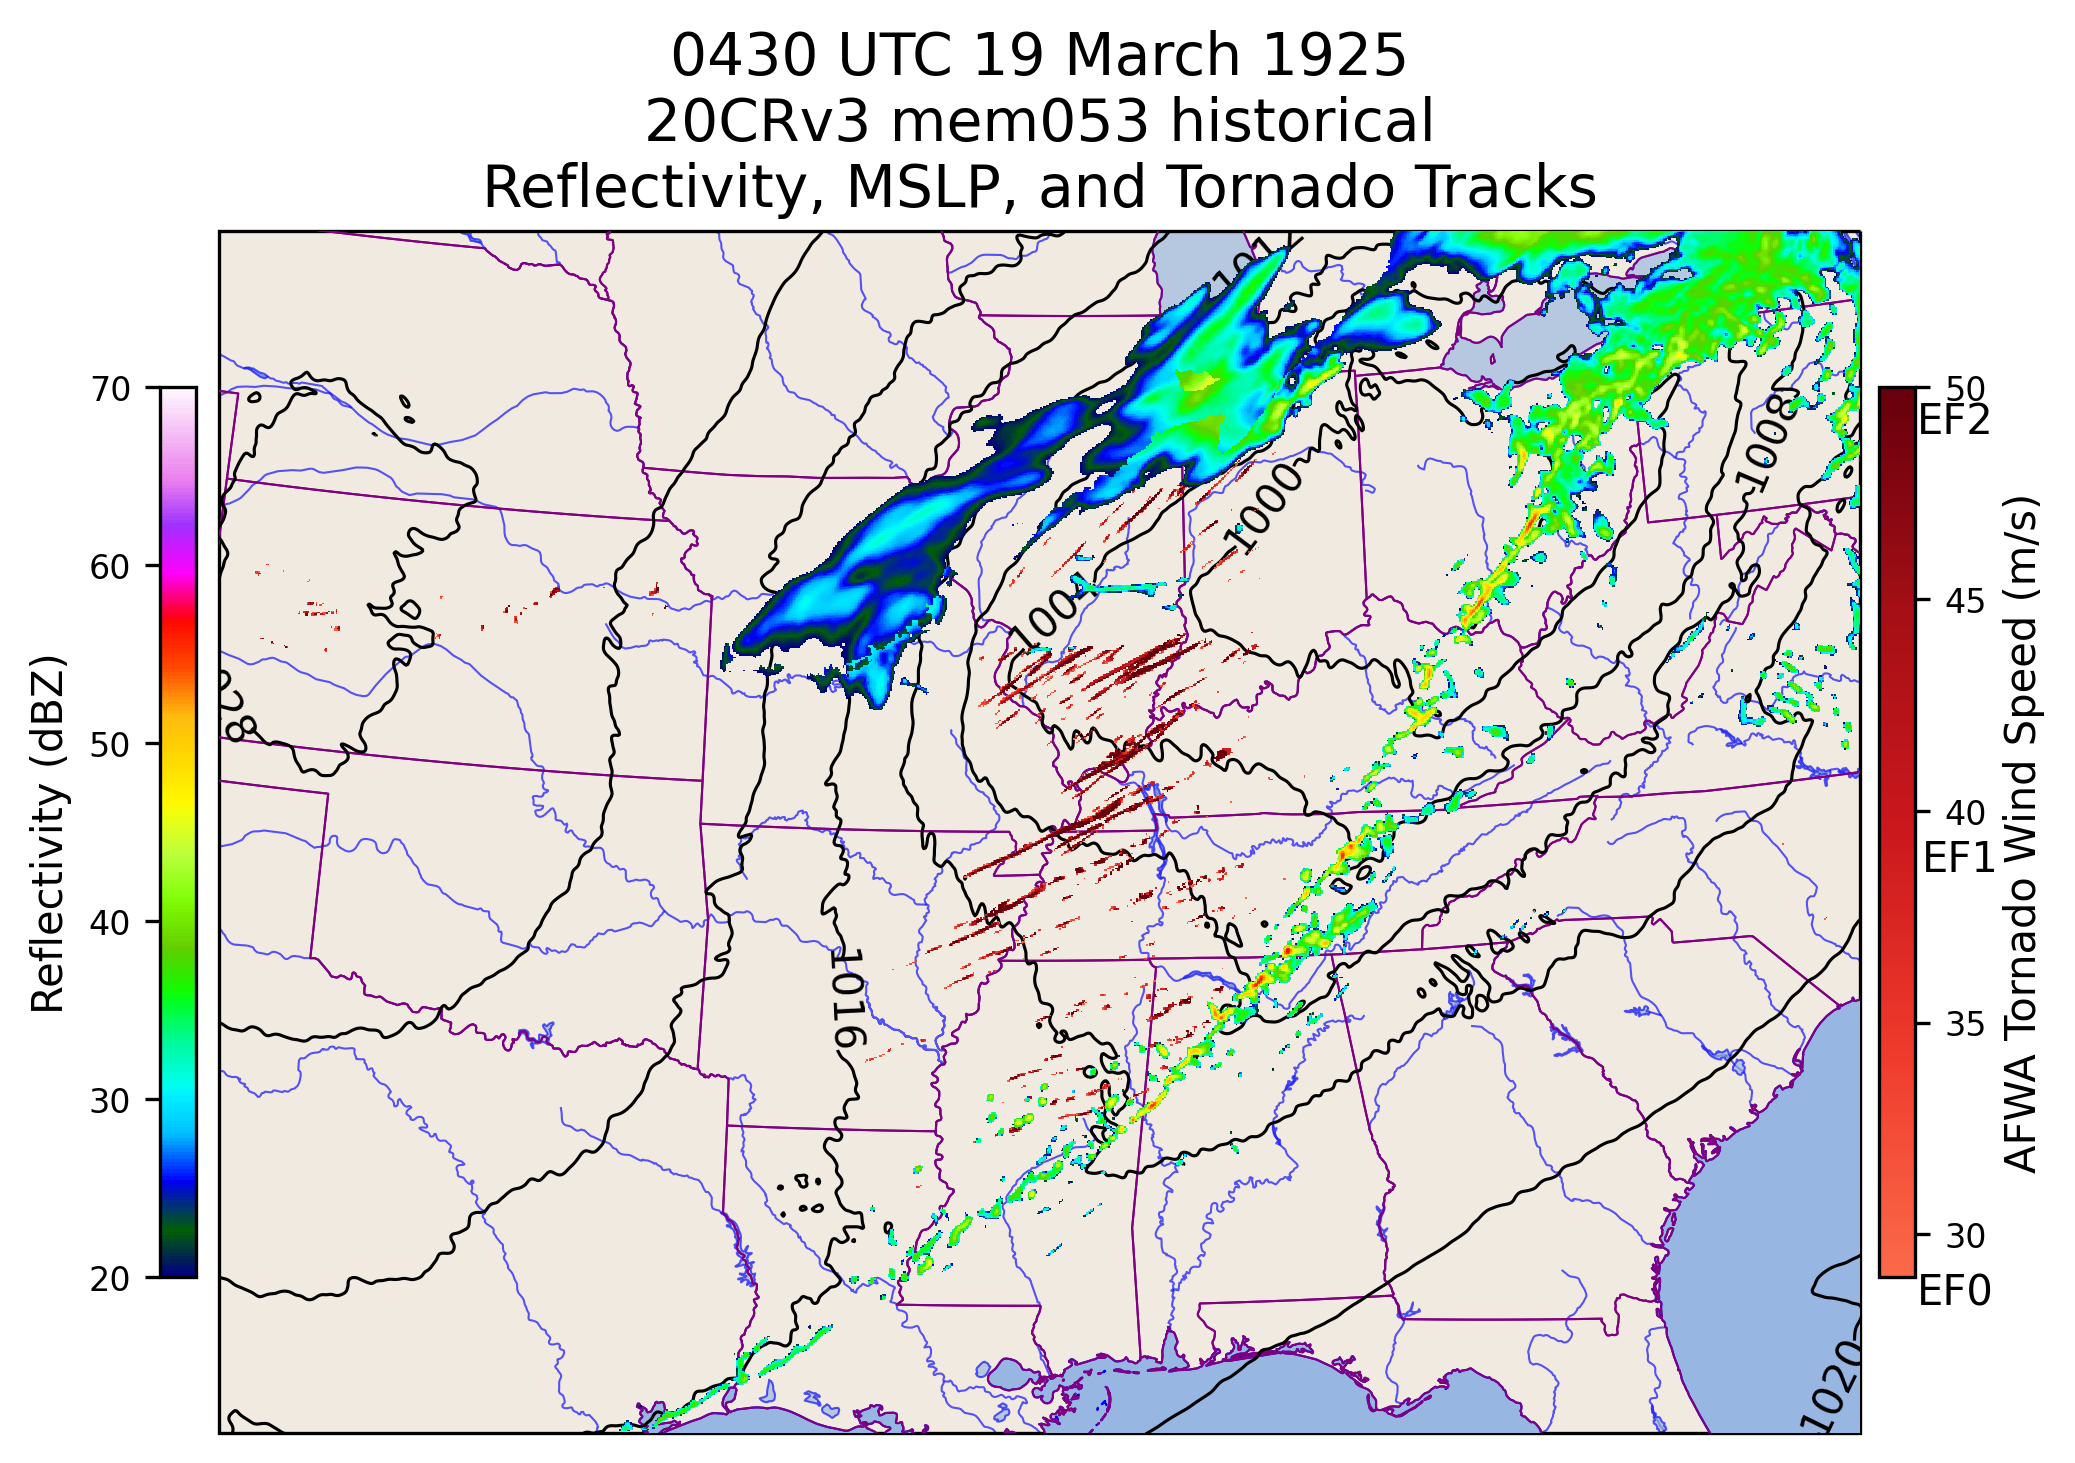 0430 UTC 19 March 1925
20CRv3 mem053 historical
Reflectivity, MSLP, and Tornado Tracks
Reflectivity (dBZ)
70
60
50
40
30
20
1008
1000
1004
1016
1020
50
EF2
45
40
EF1
35
30
EF0
AFWA Tornado Wind Speed (m/s)